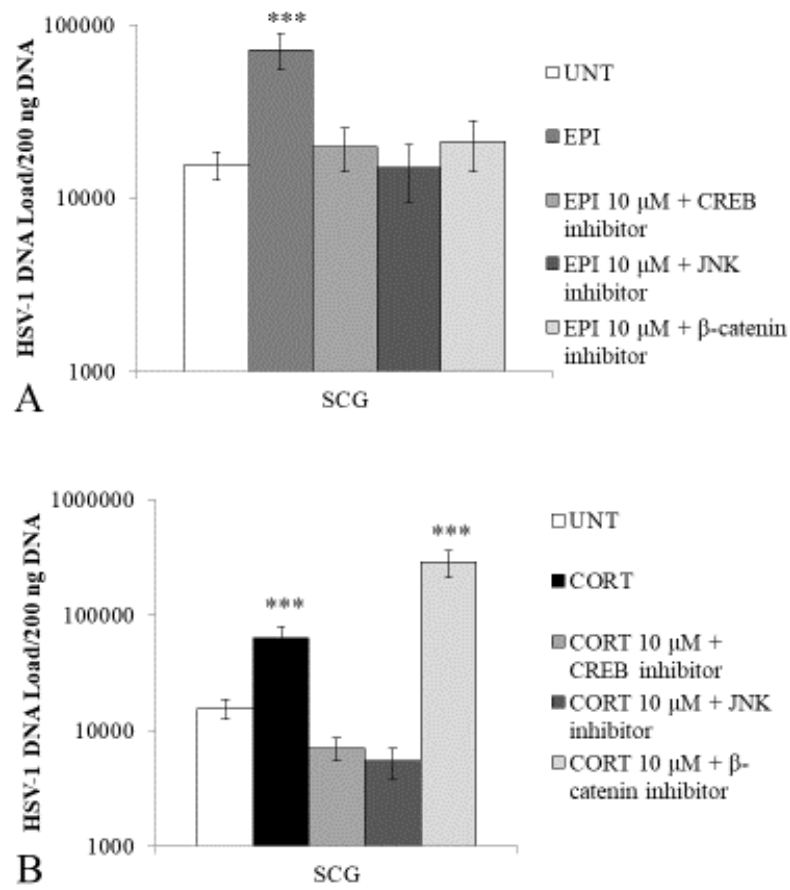 HSV-1 DNA Load/200 ng DNA
100000
10000
1000
***
SCG
UNT
EPI
EPI 10 μM + CREB
inhibitor
EPI 10 μM + JNK
inhibitor
EPI 10 μM + β-catenin
inhibitor
A
HSV-1 DNA Load/200 ng DNA
1000000
100000
10000
1000
***
***
SCG
UNT
CORT
CORT 10 μM +
CREB inhibitor
CORT 10 μM + JNK
inhibitor
CORT 10 μM + β-
catenin inhibitor
B